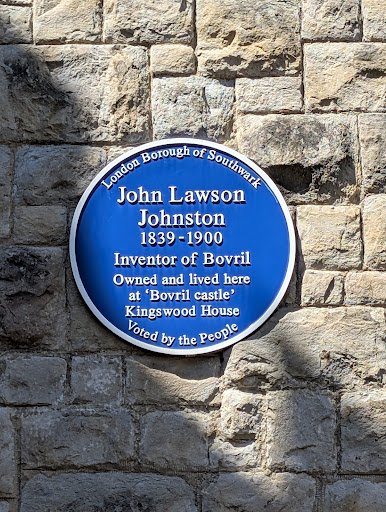 London Borough of Southwark
John Lawson
Johnston
1839-1900
Inventor of Bovril
Owned and lived here
at 'Bovril castle'
Kingswood House
Voted by the People